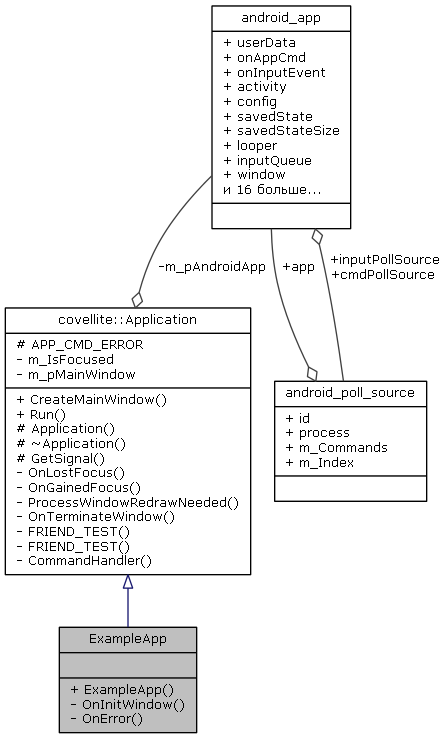 android_app
+ userData
+ onAppCmd
+ onInputEvent
+ activity
+ config
+ savedState
+ savedStateSize
+ looper
+ inputQueue
+ window
и 16 больше...
-m_pAndroidApp
+app
+inputPollSource
+cmdPollSource
covellite::Application
# APP_CMD_ERROR
- m_IsFocused
- m_pMainWindow
+ CreateMainWindow()
+ Run()
# Application()
# ~Application()
# GetSignal()
- OnLostFocus()
- OnGainedFocus()
- ProcessWindowRedrawNeeded()
- OnTerminateWindow()
- FRIEND_TEST()
- FRIEND_TEST()
- CommandHandler()
android_poll_source
+ id
+ process
+ m_Commands
+ m_Index
ExampleApp
+ ExampleApp()
- OnInitWindow()
- OnError()